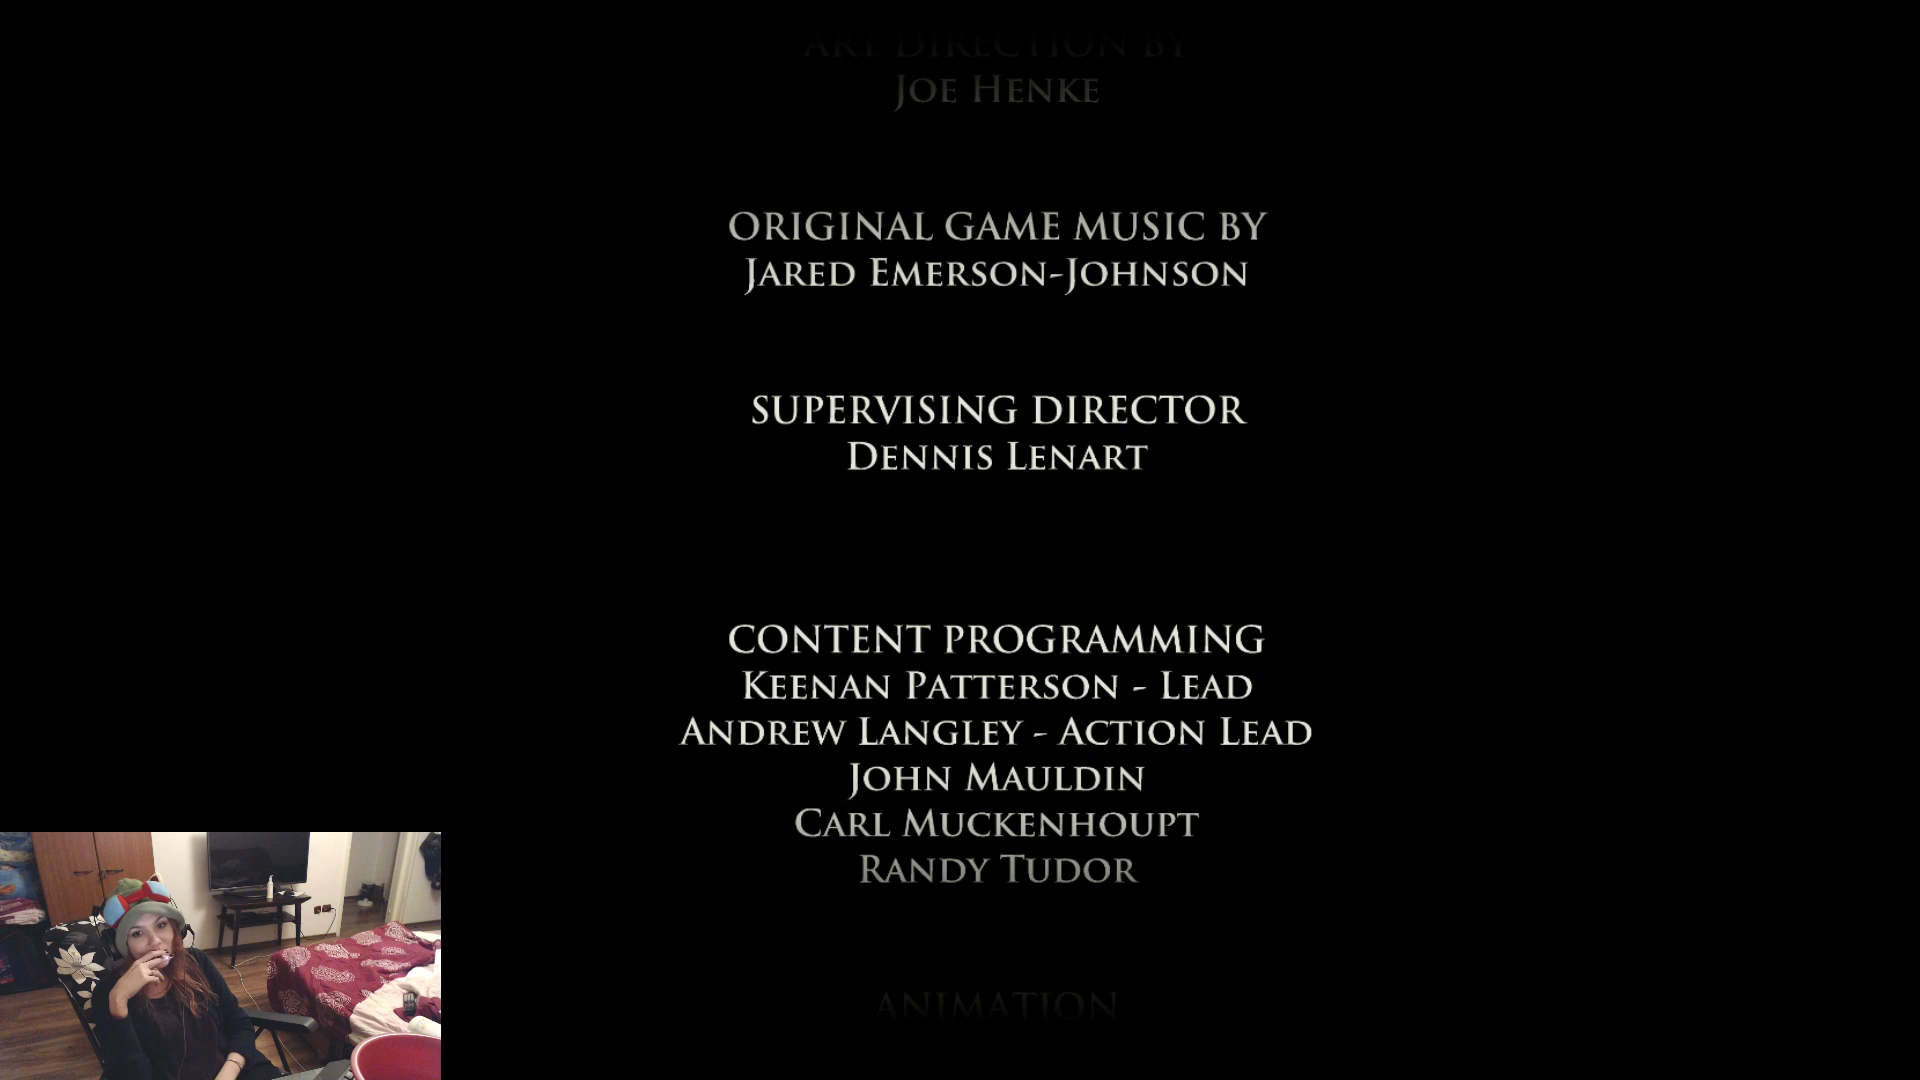 ART DIRECTION BY
JOE HENKE
ORIGINAL GAME MUSIC BY
JARED EMERSON-JOHNSON
SUPERVISING DIRECTOR
DENNIS LENART
CONTENT PROGRAMMING
KEENAN PATTERSON - LEAD
ANDREW LANGLEY - ACTION LEAD
JOHN MAULDIN
CARL MUCKENHOUPT
RANDY TUDOR
ANIMATION